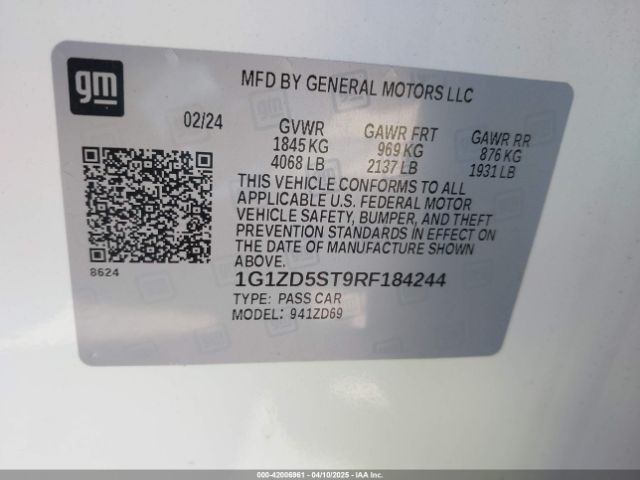 gm
MFD BY GENERAL MOTORS LLC
02/24
GVWR
1845 KG
4068 LB
GAWR FRT
969 KG
2137 LB
GAWR RR
876 KG
1931 LB
THIS VEHICLE CONFORMS TO ALL
APPLICABLE U.S. FEDERAL MOTOR
VEHICLE SAFETY, BUMPER, AND THEFT
PREVENTION STANDARDS IN EFFECT ON
THE DATE OF MANUFACTURE SHOWN
ABOVE.
8624
1G1ZD5ST9RF184244
TYPE: PASS CAR
MODEL: 941ZD69
000-42006961 - 04/10/2025 - IAA Inc.